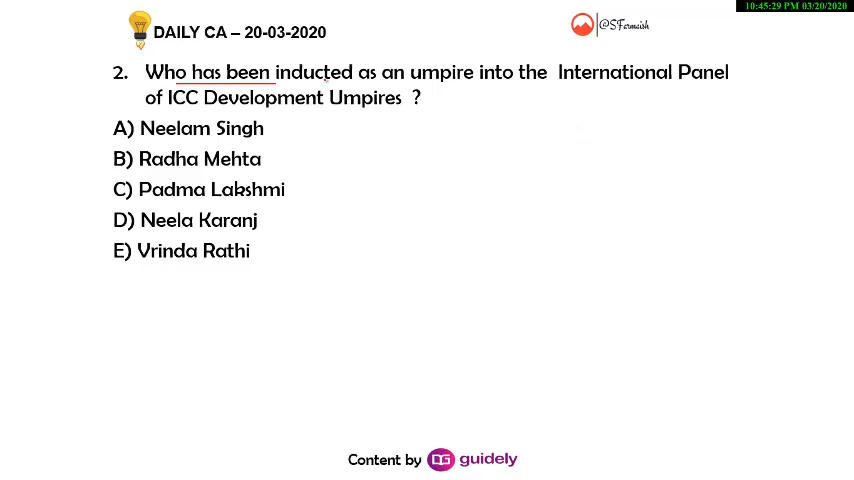 10:45:29 PM 03/20/2020
DAILY CA – 20-03-2020
@SFarmaish
2. Who has been inducted as an umpire into the International Panel
of ICC Development Umpires ?
A) Neelam Singh
B) Radha Mehta
C) Padma Lakshmi
D) Neela Karanj
E) Vrinda Rathi
Content by DG guidely